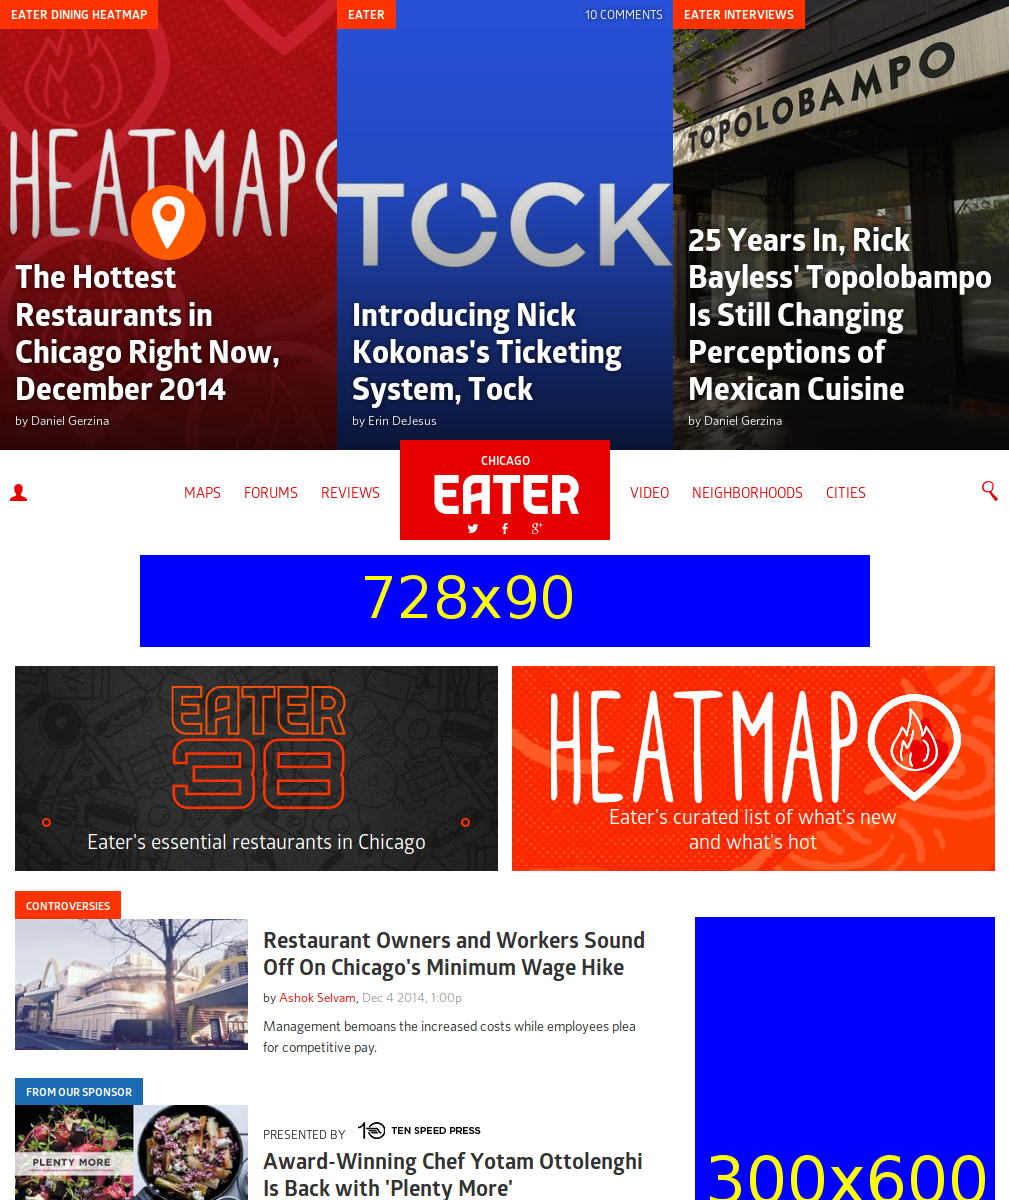 EATER DINING HEATMAP
HEATMAP
The Hottest
Restaurants in
Chicago Right Now,
December 2014
by Daniel Gerzina
EATER
10 COMMENTS
TOCK
Introducing Nick
Kokonas's Ticketing
System, Tock
by Erin DeJesus
EATER INTERVIEWS
TOPOLOBAMPO
25 Years In, Rick
Bayless' Topolobampo
Is Still Changing
Perceptions of
Mexican Cuisine
by Daniel Gerzina
MAPS FORUMS REVIEWS
CHICAGO
EATER
g+
VIDEO NEIGHBORHOODS CITIES
728x90
EATER
38
Eater's essential restaurants in Chicago
HEATMAP
Eater's curated list of what's new
and what's hot
CONTROVERSIES
Restaurant Owners and Workers Sound
Off On Chicago's Minimum Wage Hike
by Ashok Selvam, Dec 4 2014, 1:00p
Management bemoans the increased costs while employees plea
for competitive pay.
FROM OUR SPONSOR
PLENTY MORE
PRESENTED BY 10 TEN SPEED PRESS
Award-Winning Chef Yotam Ottolenghi
Is Back with 'Plenty More'
300x600